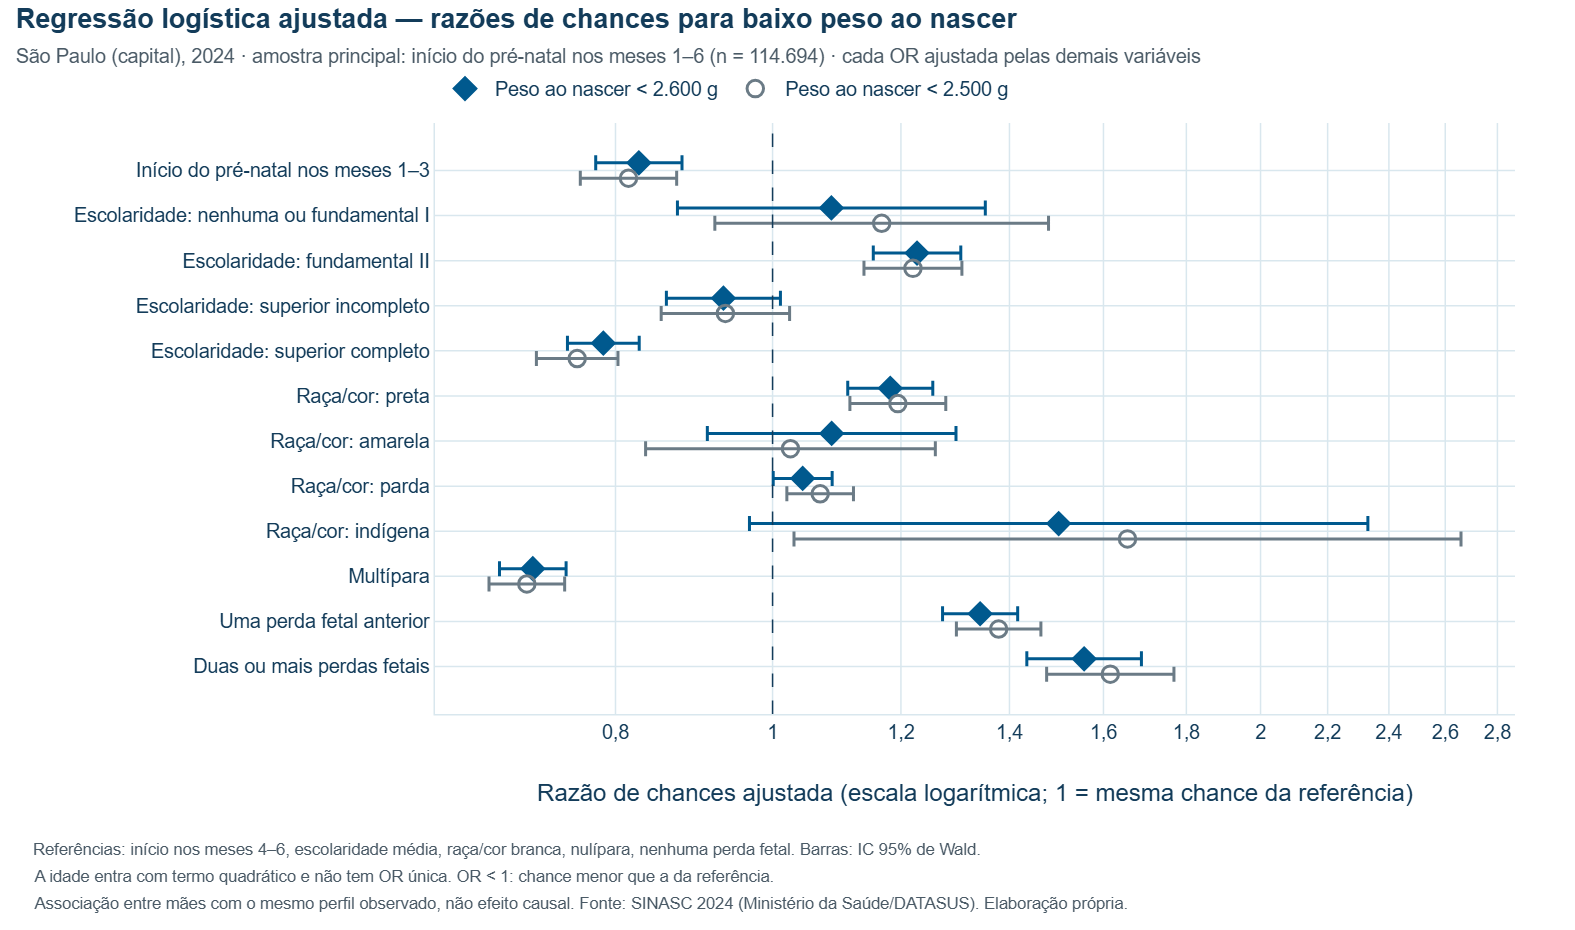 Regressão logística ajustada — razões de chances para baixo peso ao nascer
São Paulo (capital), 2024 · amostra principal: início do pré-natal nos meses 1–6 (n = 114.694) · cada OR ajustada pelas demais variáveis
Peso ao nascer < 2.600 g
Peso ao nascer < 2.500 g
Início do pré-natal nos meses 1–3
Escolaridade: nenhuma ou fundamental I
Escolaridade: fundamental II
Escolaridade: superior incompleto
Escolaridade: superior completo
Raça/cor: preta
Raça/cor: amarela
Raça/cor: parda
Raça/cor: indígena
Multípara
Uma perda fetal anterior
Duas ou mais perdas fetais
0,8 1 1,2 1,4 1,6 1,8 2 2,2 2,4 2,6 2,8
Razão de chances ajustada (escala logarítmica; 1 = mesma chance da referência)
Referências: início nos meses 4–6, escolaridade média, raça/cor branca, nulípara, nenhuma perda fetal. Barras: IC 95% de Wald.
A idade entra com termo quadrático e não tem OR única. OR < 1: chance menor que a da referência.
Associação entre mães com o mesmo perfil observado, não efeito causal. Fonte: SINASC 2024 (Ministério da Saúde/DATASUS). Elaboração própria.